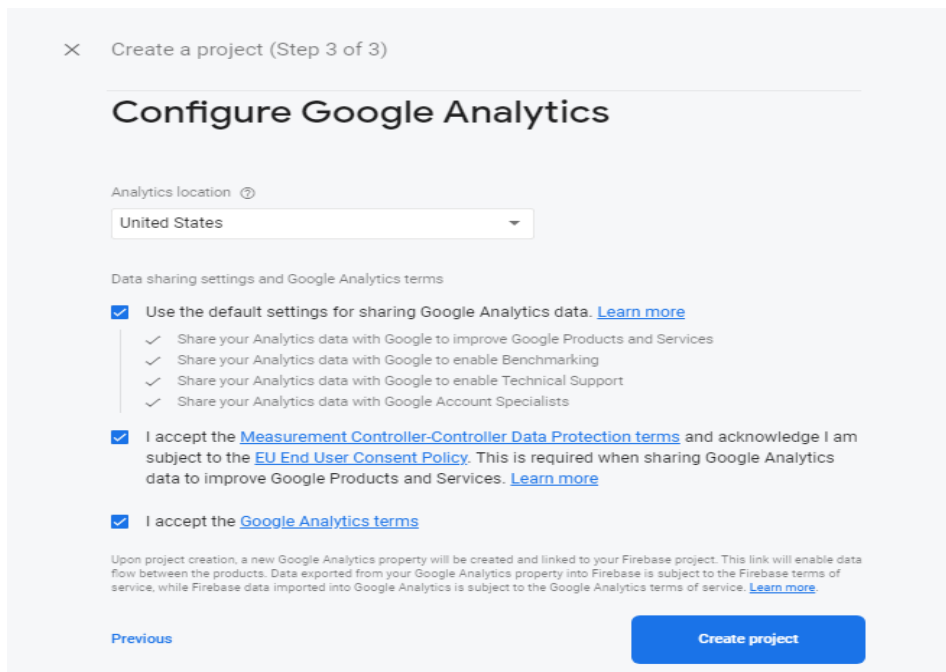 Create a project (Step 3 of 3)
Configure Google Analytics
Analytics location
United States
Data sharing settings and Google Analytics terms
Use the default settings for sharing Google Analytics data. Learn more
Share your Analytics data with Google to improve Google Products and Services
Share your Analytics data with Google to enable Benchmarking
Share your Analytics data with Google to enable Technical Support
Share your Analytics data with Google Account Specialists
I accept the Measurement Controller-Controller Data Protection terms and acknowledge I am
subject to the EU End User Consent Policy. This is required when sharing Google Analytics
data to improve Google Products and Services. Learn more
I accept the Google Analytics terms
Upon project creation, a new Google Analytics property will be created and linked to your Firebase project. This link will enable data
flow between the products. Data exported from your Google Analytics property into Firebase is subject to the Firebase terms of
service, while Firebase data imported into Google Analytics is subject to the Google Analytics terms of service. Learn more.
Previous
Create project